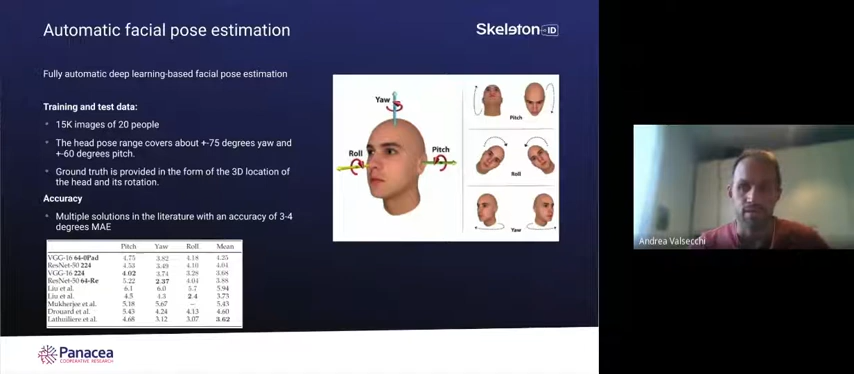 Automatic facial pose estimation
Skeleton ID
Fully automatic deep learning-based facial pose estimation
Training and test data:
15K images of 20 people
The head pose range covers about +-75 degrees yaw and
+-60 degrees pitch.
Ground truth is provided in the form of the 3D location of
the head and its rotation.
Accuracy
Multiple solutions in the literature with an accuracy of 3-4
degrees MAE
Pitch Yaw Roll Mean
VGG-16 64-0Pad 4.75 3.82 4.18 4.25
ResNet-50 224 4.53 3.49 4.10 4.04
VGG-16 224 4.02 3.74 3.28 3.68
ResNet-50 64-Re 5.22 2.37 4.04 3.88
Liu et al. 6.1 6.0 5.7 5.94
Liu et al. 4.5 4.3 2.4 3.73
Mukherjee et al. 5.18 5.67 – 5.43
Drouard et al. 5.43 4.24 4.13 4.60
Lathuiliere et al. 4.68 3.12 3.07 3.62
Yaw
Roll
Pitch
Pitch
Roll
Yaw
Panacea
COOPERATIVE RESEARCH
Andrea Valsecchi